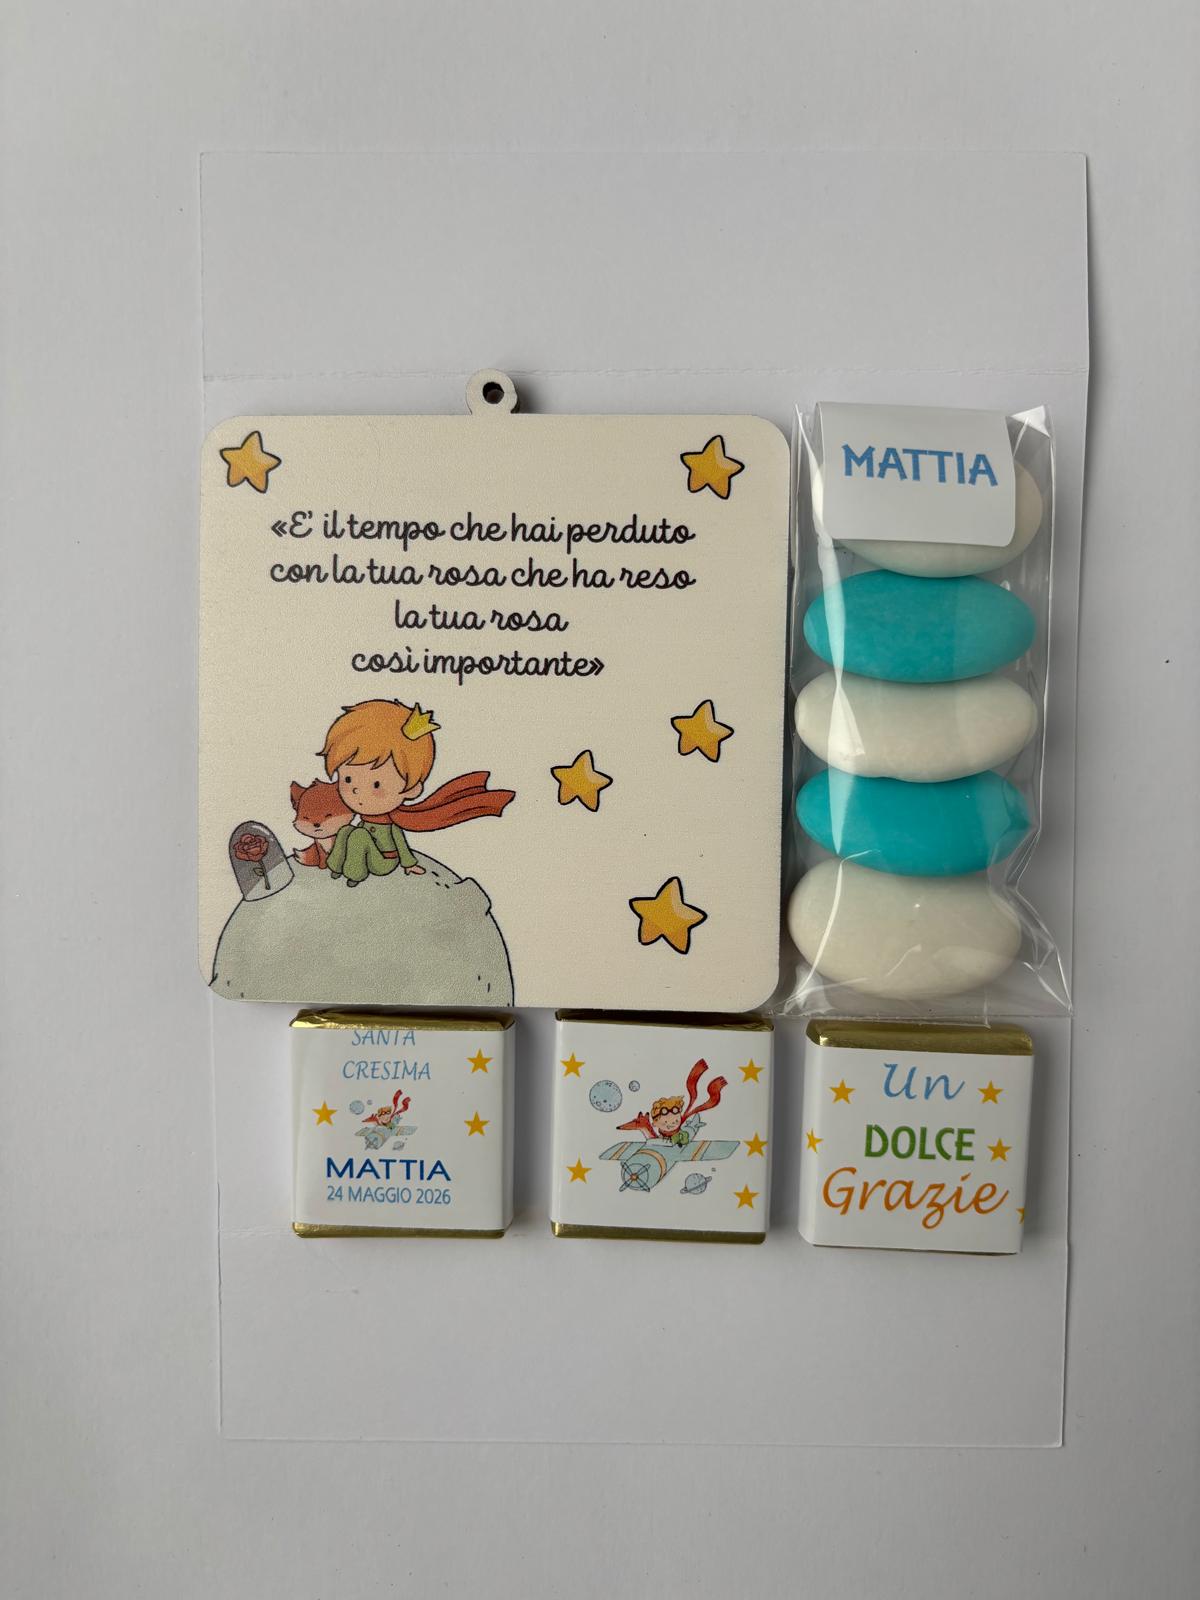 «E' il tempo che hai perduto
con la tua rosa che ha reso
la tua rosa
così importante»
MATTIA
SANTA
CRESIMA
MATTIA
24 MAGGIO 2026
Un
DOLCE
Grazie